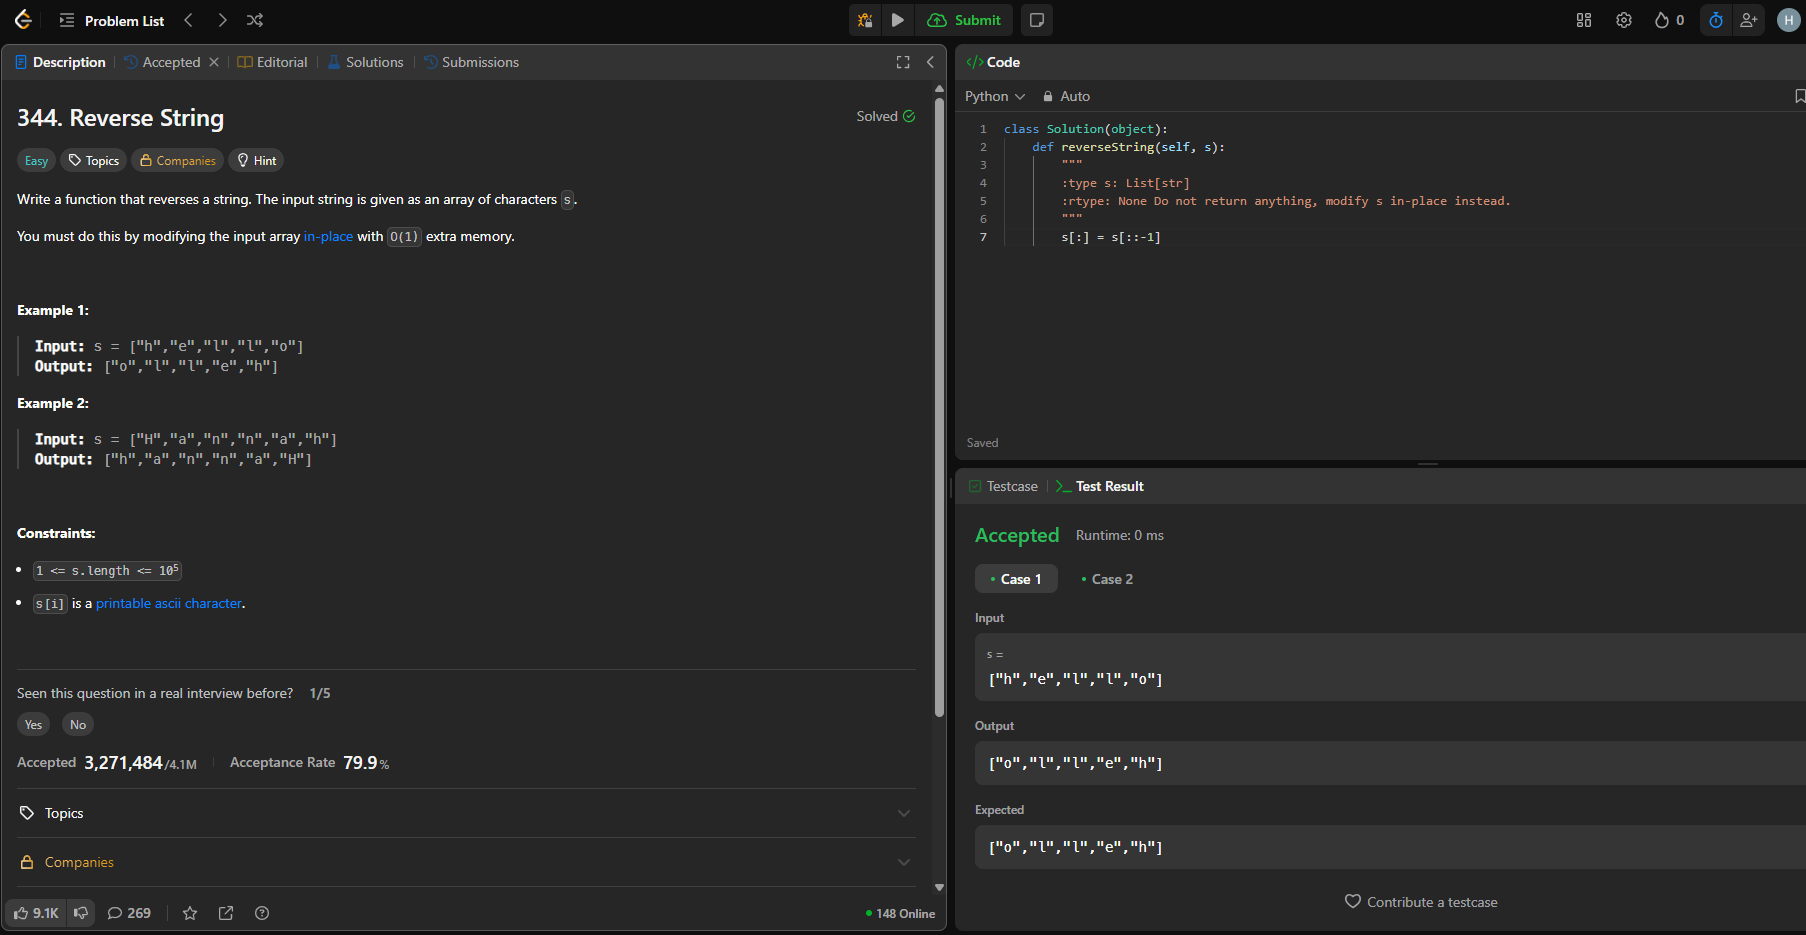 Problem List
Submit
0
H
Description
Accepted
Editorial
Solutions
Submissions
344. Reverse String
Solved
Easy
Topics
Companies
Hint
Write a function that reverses a string. The input string is given as an array of characters s.
You must do this by modifying the input array in-place with O(1) extra memory.
Example 1:
Input: s = ["h","e","l","l","o"]
Output: ["o","l","l","e","h"]
Example 2:
Input: s = ["H","a","n","n","a","h"]
Output: ["h","a","n","n","a","H"]
Constraints:
• 1 <= s.length <= 10⁵
• s[i] is a printable ascii character.
Seen this question in a real interview before? 1/5
Yes
No
Accepted 3,271,484/4.1M
Acceptance Rate 79.9%
Topics
Companies
9.1K
269
148 Online
</> Code
Python
Auto
1 class Solution(object):
2     def reverseString(self, s):
3         """
4         :type s: List[str]
5         :rtype: None Do not return anything, modify s in-place instead.
6         """
7         s[:] = s[::-1]
Saved
Testcase
>_ Test Result
Accepted
Runtime: 0 ms
• Case 1
• Case 2
Input
s =
["h","e","l","l","o"]
Output
["o","l","l","e","h"]
Expected
["o","l","l","e","h"]
Contribute a testcase